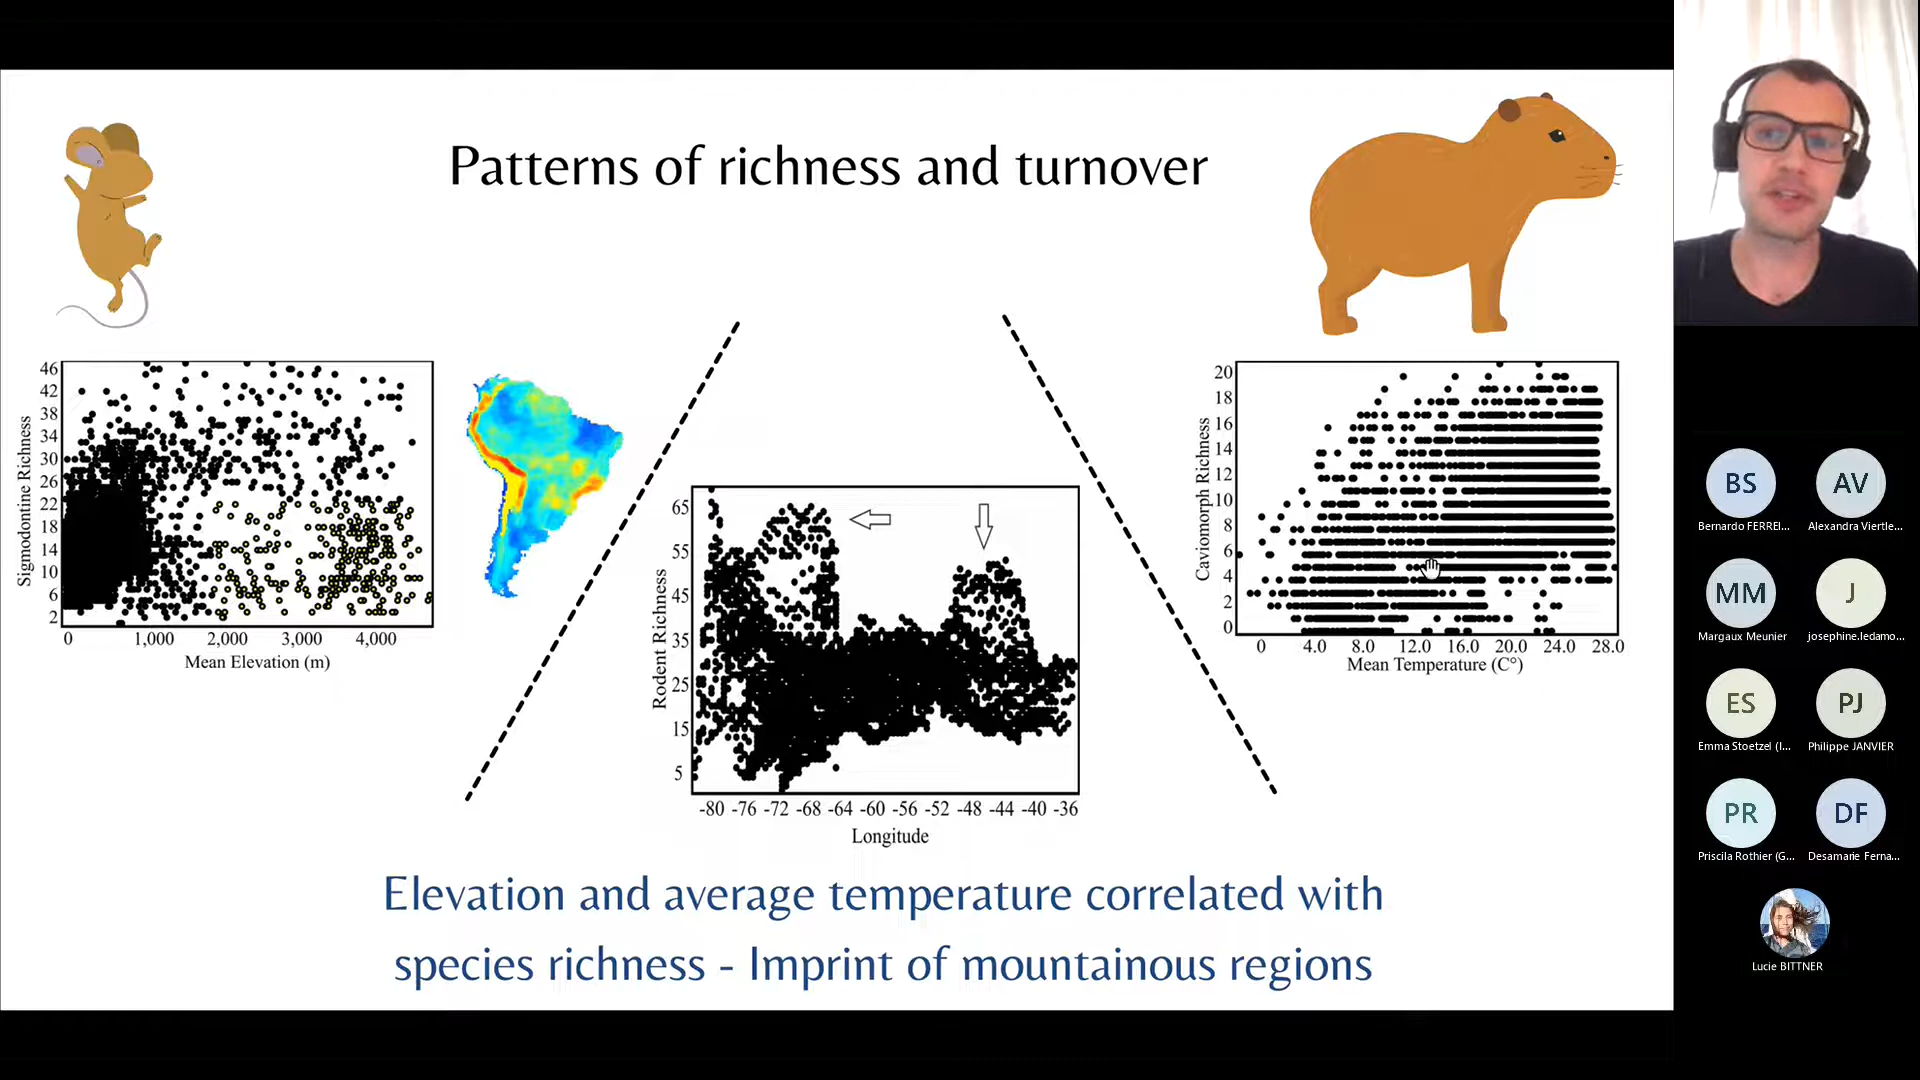 Patterns of richness and turnover
Sigmodontine Richness
46
42
38
34
30
26
22
18
14
10
6
2
0 1,000 2,000 3,000 4,000
Mean Elevation (m)
Rodent Richness
65
55
45
35
25
15
5
-80 -76 -72 -68 -64 -60 -56 -52 -48 -44 -40 -36
Longitude
Caviomorph Richness
20
18
16
14
12
10
8
6
4
2
0
0 4.0 8.0 12.0 16.0 20.0 24.0 28.0
Mean Temperature (C°)
Elevation and average temperature correlated with
species richness - Imprint of mountainous regions
BS AV
Bernardo FERREI... Alexandra Viertle...
MM J
Margaux Meunier josephine.ledamo...
ES PJ
Emma Stoetzel (I... Philippe JANVIER
PR DF
Priscila Rothier (G... Desamarie Ferna...
Lucie BITTNER